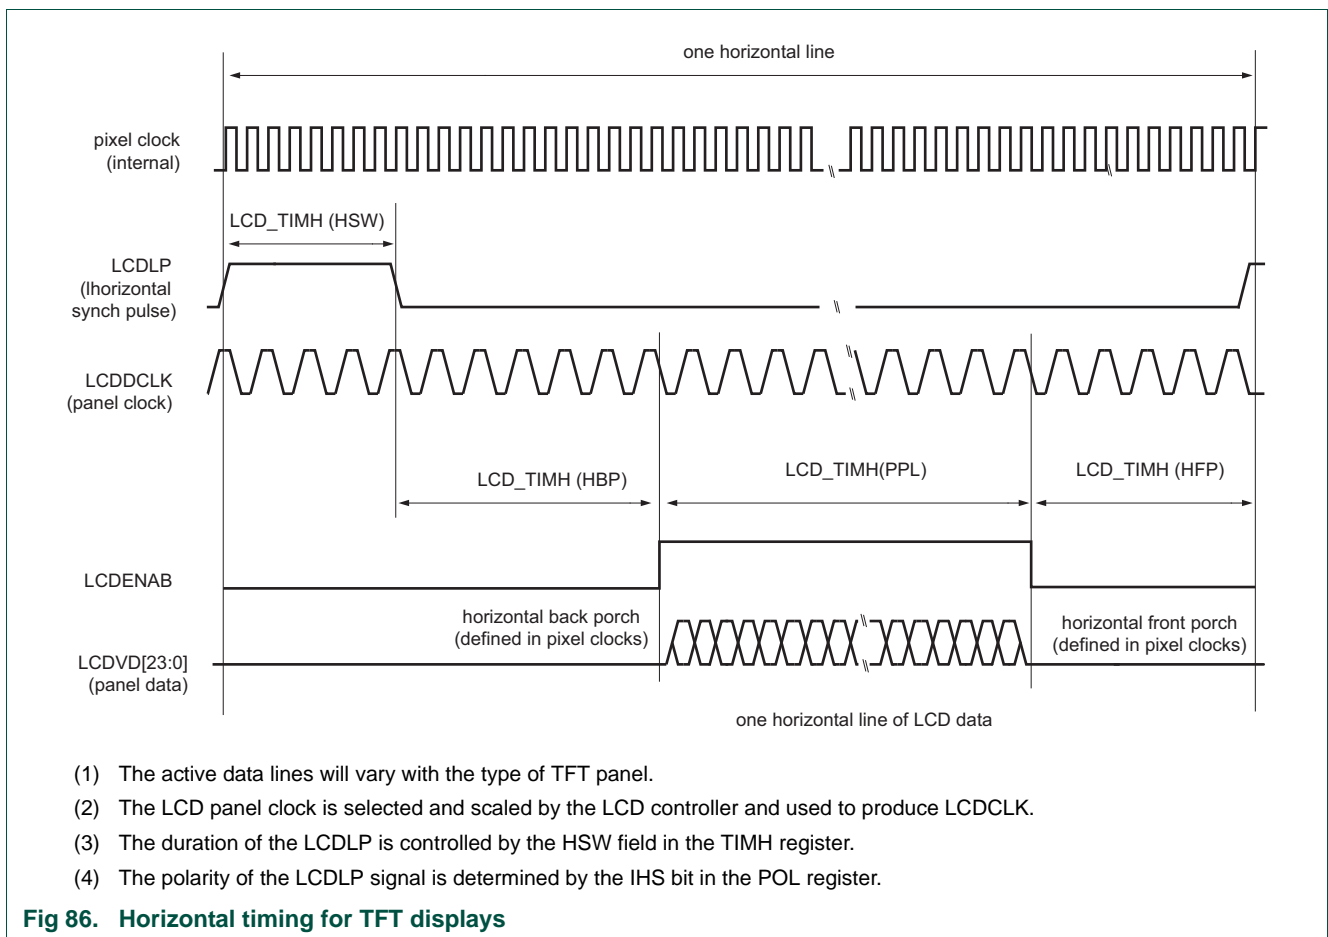 one horizontal line
pixel clock
(internal)
LCD_TIMH (HSW)
LCDLP
(lhorizontal
synch pulse)
LCDDCLK
(panel clock)
LCD_TIMH (HBP)
LCD_TIMH(PPL)
LCD_TIMH (HFP)
LCDENAB
horizontal back porch
(defined in pixel clocks)
horizontal front porch
(defined in pixel clocks)
LCDVD[23:0]
(panel data)
one horizontal line of LCD data
(1) The active data lines will vary with the type of TFT panel.
(2) The LCD panel clock is selected and scaled by the LCD controller and used to produce LCDCLK.
(3) The duration of the LCDLP is controlled by the HSW field in the TIMH register.
(4) The polarity of the LCDLP signal is determined by the IHS bit in the POL register.
Fig 86. Horizontal timing for TFT displays